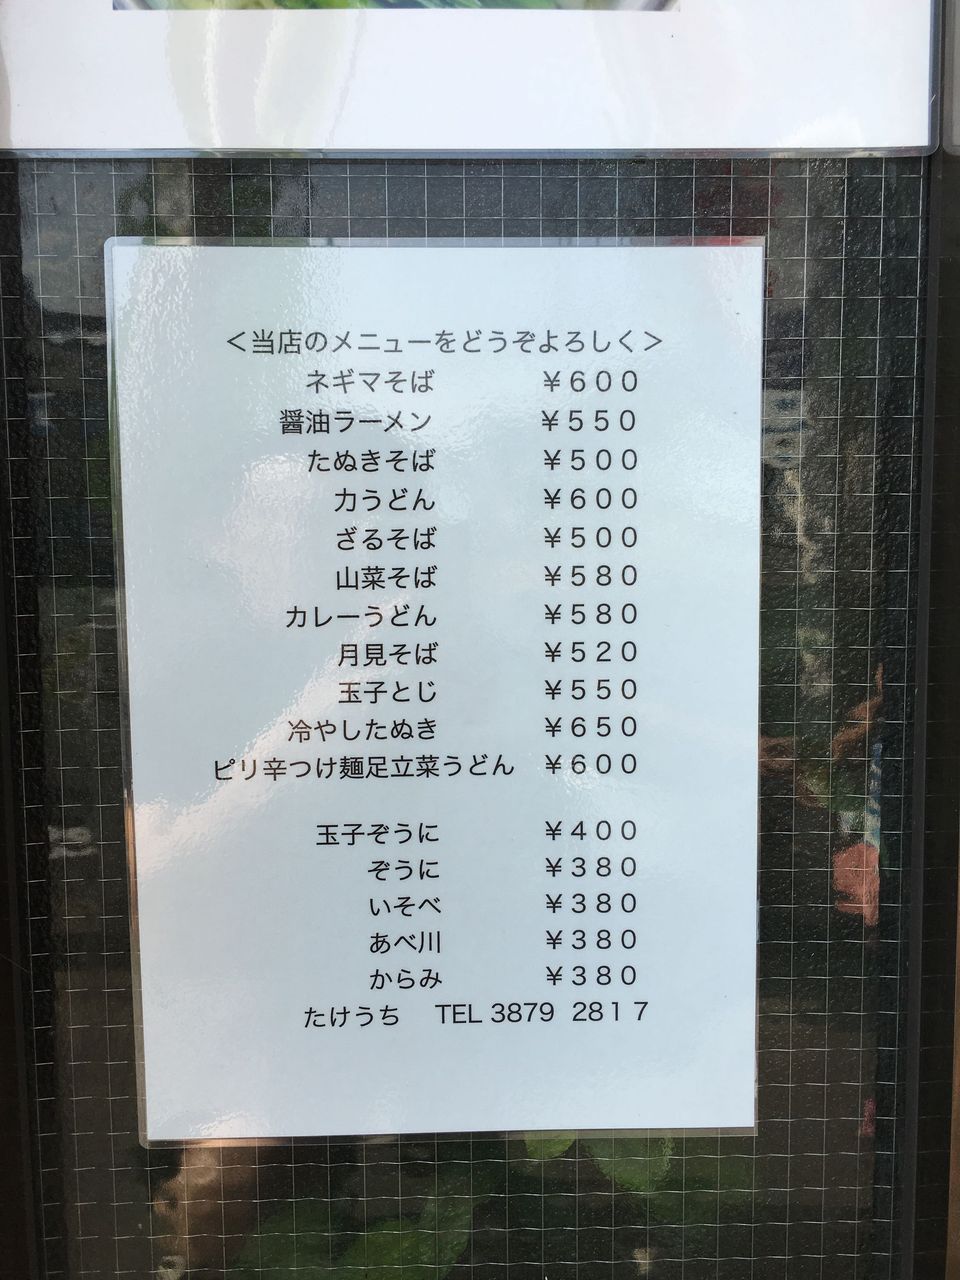 ＜当店のメニューをどうぞよろしく＞
ネギマそば　￥６００
醤油ラーメン　￥５５０
たぬきそば　￥５００
力うどん　￥６００
ざるそば　￥５００
山菜そば　￥５８０
カレーうどん　￥５８０
月見そば　￥５２０
玉子とじ　￥５５０
冷やしたぬき　￥６５０
ピリ辛つけ麺足立菜うどん　￥６００
玉子ぞうに　￥４００
ぞうに　￥３８０
いそべ　￥３８０
あべ川　￥３８０
からみ　￥３８０
たけうち　TEL 3879 28１７